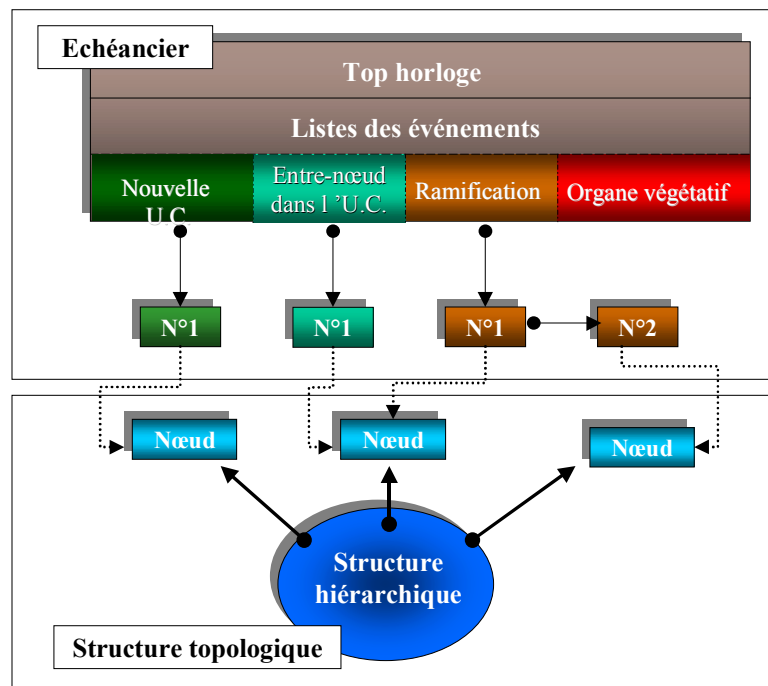 Echéancier
Top horloge
Listes des événements
Nouvelle
U.C.
Entre-nœud
dans l 'U.C.
Ramification
Organe végétatif
N°1
N°1
N°1
N°2
Nœud
Nœud
Nœud
Structure
hiérarchique
Structure topologique